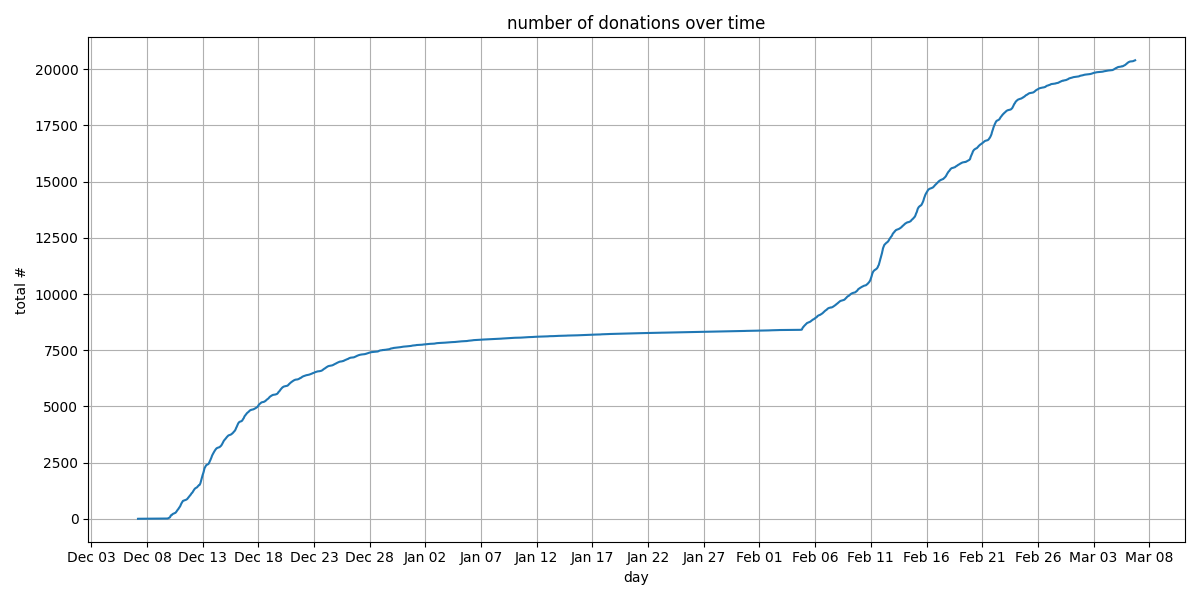 number of donations over time
total #
20000
17500
15000
12500
10000
7500
5000
2500
0
Dec 03 Dec 08 Dec 13 Dec 18 Dec 23 Dec 28 Jan 02 Jan 07 Jan 12 Jan 17 Jan 22 Jan 27 Feb 01 Feb 06 Feb 11 Feb 16 Feb 21 Feb 26 Mar 03 Mar 08
day